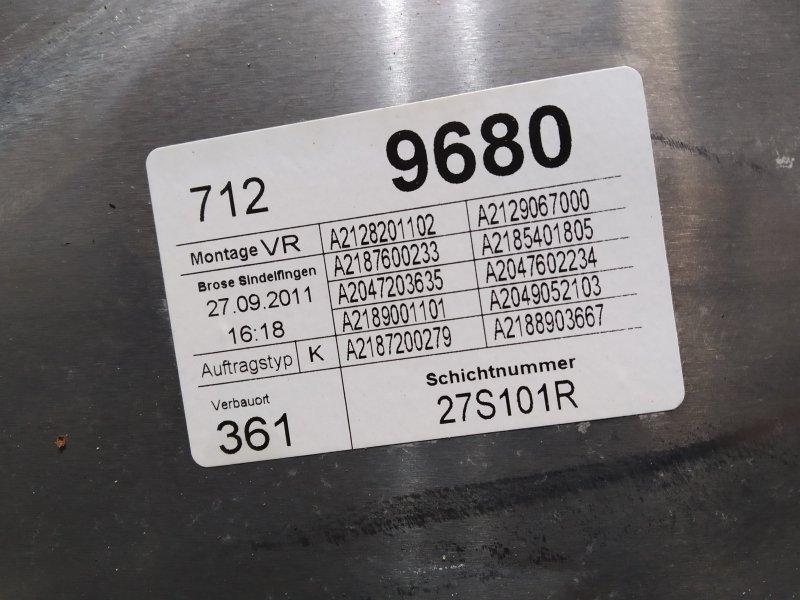 712 9680
Montage VR A2128201102 A2129067000
Brose Sindelfingen A2187600233 A2185401805
27.09.2011 A2047203635 A2047602234
16:18 A2189001101 A2049052103
Auftragstyp K A2187200279 A2188903667
Verbauort Schichtnummer
361 27S101R